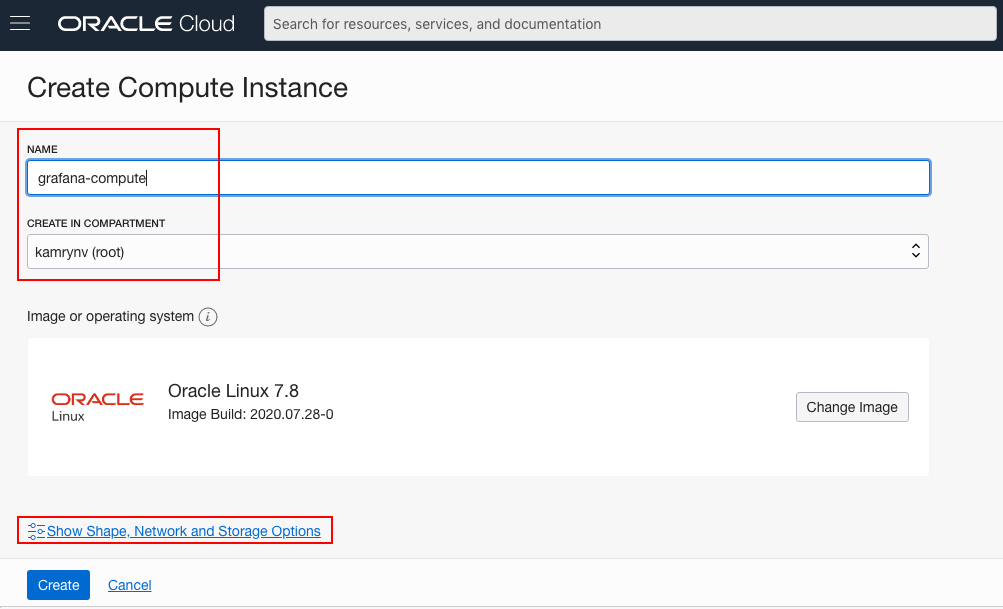 ORACLE Cloud
Search for resources, services, and documentation
Create Compute Instance
NAME
grafana-compute
CREATE IN COMPARTMENT
kamrynv (root)
Image or operating system i
ORACLE
Linux
Oracle Linux 7.8
Image Build: 2020.07.28-0
Change Image
Show Shape, Network and Storage Options
Create Cancel